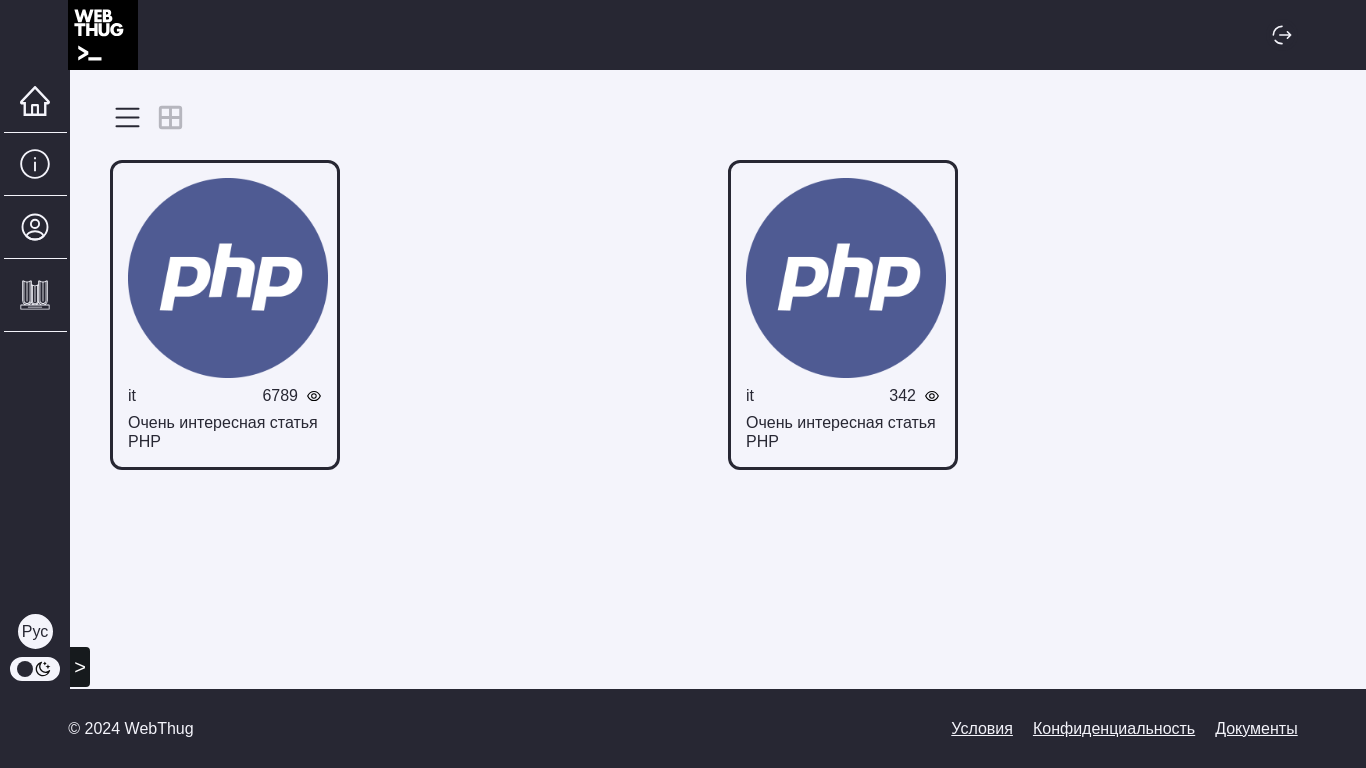 WEB
THUG
>_
php
it 6789
Очень интересная статья
PHP
php
it 342
Очень интересная статья
PHP
Рус
>
© 2024 WebThug
Условия Конфиденциальность Документы